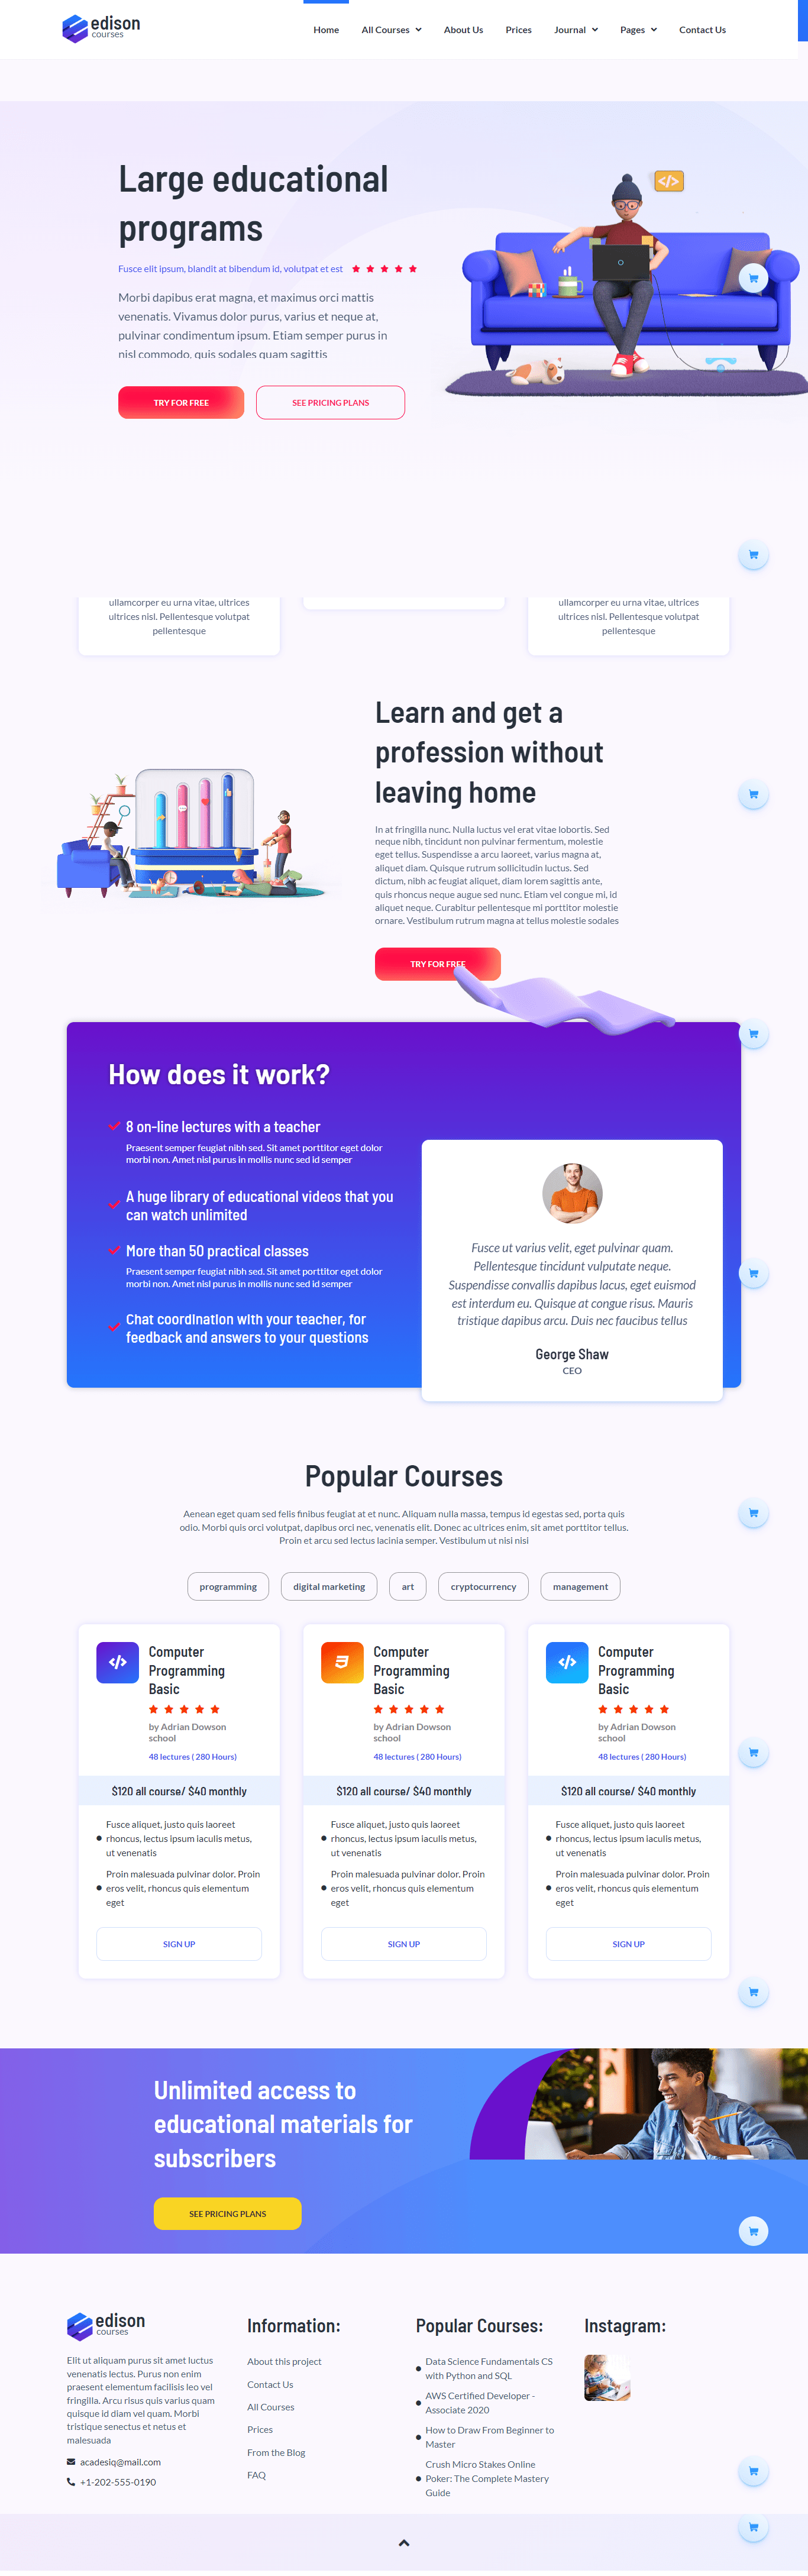 edison
courses
Home
All Courses
About Us
Prices
Journal
Pages
Contact Us
Large educational
programs
Fusce elit ipsum, blandit at bibendum id, volutpat et est
Morbi dapibus erat magna, et maximus orci mattis
venenatis. Vivamus dolor purus, varius et neque at,
pulvinar condimentum ipsum. Etiam semper purus in
nisl commodo, quis sodales quam sagittis
TRY FOR FREE
SEE PRICING PLANS
ullamcorper eu urna vitae, ultrices
ultrices nisl. Pellentesque volutpat
pellentesque
ullamcorper eu urna vitae, ultrices
ultrices nisl. Pellentesque volutpat
pellentesque
Learn and get a
profession without
leaving home
In at fringilla nunc. Nulla luctus vel erat vitae lobortis. Sed
neque nibh, tincidunt non pulvinar fermentum, molestie
eget tellus. Suspendisse a arcu laoreet, varius magna at,
aliquet diam. Quisque rutrum sollicitudin luctus. Sed
dictum, nibh ac feugiat aliquet, diam lorem sagittis ante,
quis rhoncus neque augue sed nunc. Etiam vel congue mi, id
aliquet neque. Curabitur pellentesque mi porttitor molestie
ornare. Vestibulum rutrum magna at tellus molestie sodales
TRY FOR FREE
How does it work?
8 on-line lectures with a teacher
Praesent semper feugiat nibh sed. Sit amet porttitor eget dolor
morbi non. Amet nisl purus in mollis nunc sed id semper
A huge library of educational videos that you
can watch unlimited
More than 50 practical classes
Praesent semper feugiat nibh sed. Sit amet porttitor eget dolor
morbi non. Amet nisl purus in mollis nunc sed id semper
Chat coordination with your teacher, for
feedback and answers to your questions
Fusce ut varius velit, eget pulvinar quam.
Pellentesque tincidunt vulputate neque.
Suspendisse convallis dapibus lacus, eget euismod
est interdum eu. Quisque at congue risus. Mauris
tristique dapibus arcu. Duis nec faucibus tellus
George Shaw
CEO
Popular Courses
Aenean eget quam sed felis finibus feugiat at et nunc. Aliquam nulla massa, tempus id egestas sed, porta quis
odio. Morbi quis orci volutpat, dapibus orci nec, venenatis elit. Donec ac ultrices enim, sit amet porttitor tellus.
Proin et arcu sed lectus lacinia semper. Vestibulum ut nisi nisl
programming
digital marketing
art
cryptocurrency
management
Computer
Programming
Basic
by Adrian Dowson
school
48 lectures ( 280 Hours)
$120 all course/ $40 monthly
Fusce aliquet, justo quis laoreet
rhoncus, lectus ipsum iaculis metus,
ut venenatis
Proin malesuada pulvinar dolor. Proin
eros velit, rhoncus quis elementum
eget
SIGN UP
Computer
Programming
Basic
by Adrian Dowson
school
48 lectures ( 280 Hours)
$120 all course/ $40 monthly
Fusce aliquet, justo quis laoreet
rhoncus, lectus ipsum iaculis metus,
ut venenatis
Proin malesuada pulvinar dolor. Proin
eros velit, rhoncus quis elementum
eget
SIGN UP
Computer
Programming
Basic
by Adrian Dowson
school
48 lectures ( 280 Hours)
$120 all course/ $40 monthly
Fusce aliquet, justo quis laoreet
rhoncus, lectus ipsum iaculis metus,
ut venenatis
Proin malesuada pulvinar dolor. Proin
eros velit, rhoncus quis elementum
eget
SIGN UP
Unlimited access to
educational materials for
subscribers
SEE PRICING PLANS
edison
courses
Elit ut aliquam purus sit amet luctus
venenatis lectus. Purus non enim
praesent elementum facilisis leo vel
fringilla. Arcu risus quis varius quam
quisque id diam vel quam. Morbi
tristique senectus et netus et
malesuada
acadesiq@mail.com
+1-202-555-0190
Information:
About this project
Contact Us
All Courses
Prices
From the Blog
FAQ
Popular Courses:
Data Science Fundamentals CS
with Python and SQL
AWS Certified Developer -
Associate 2020
How to Draw From Beginner to
Master
Crush Micro Stakes Online
Poker: The Complete Mastery
Guide
Instagram: